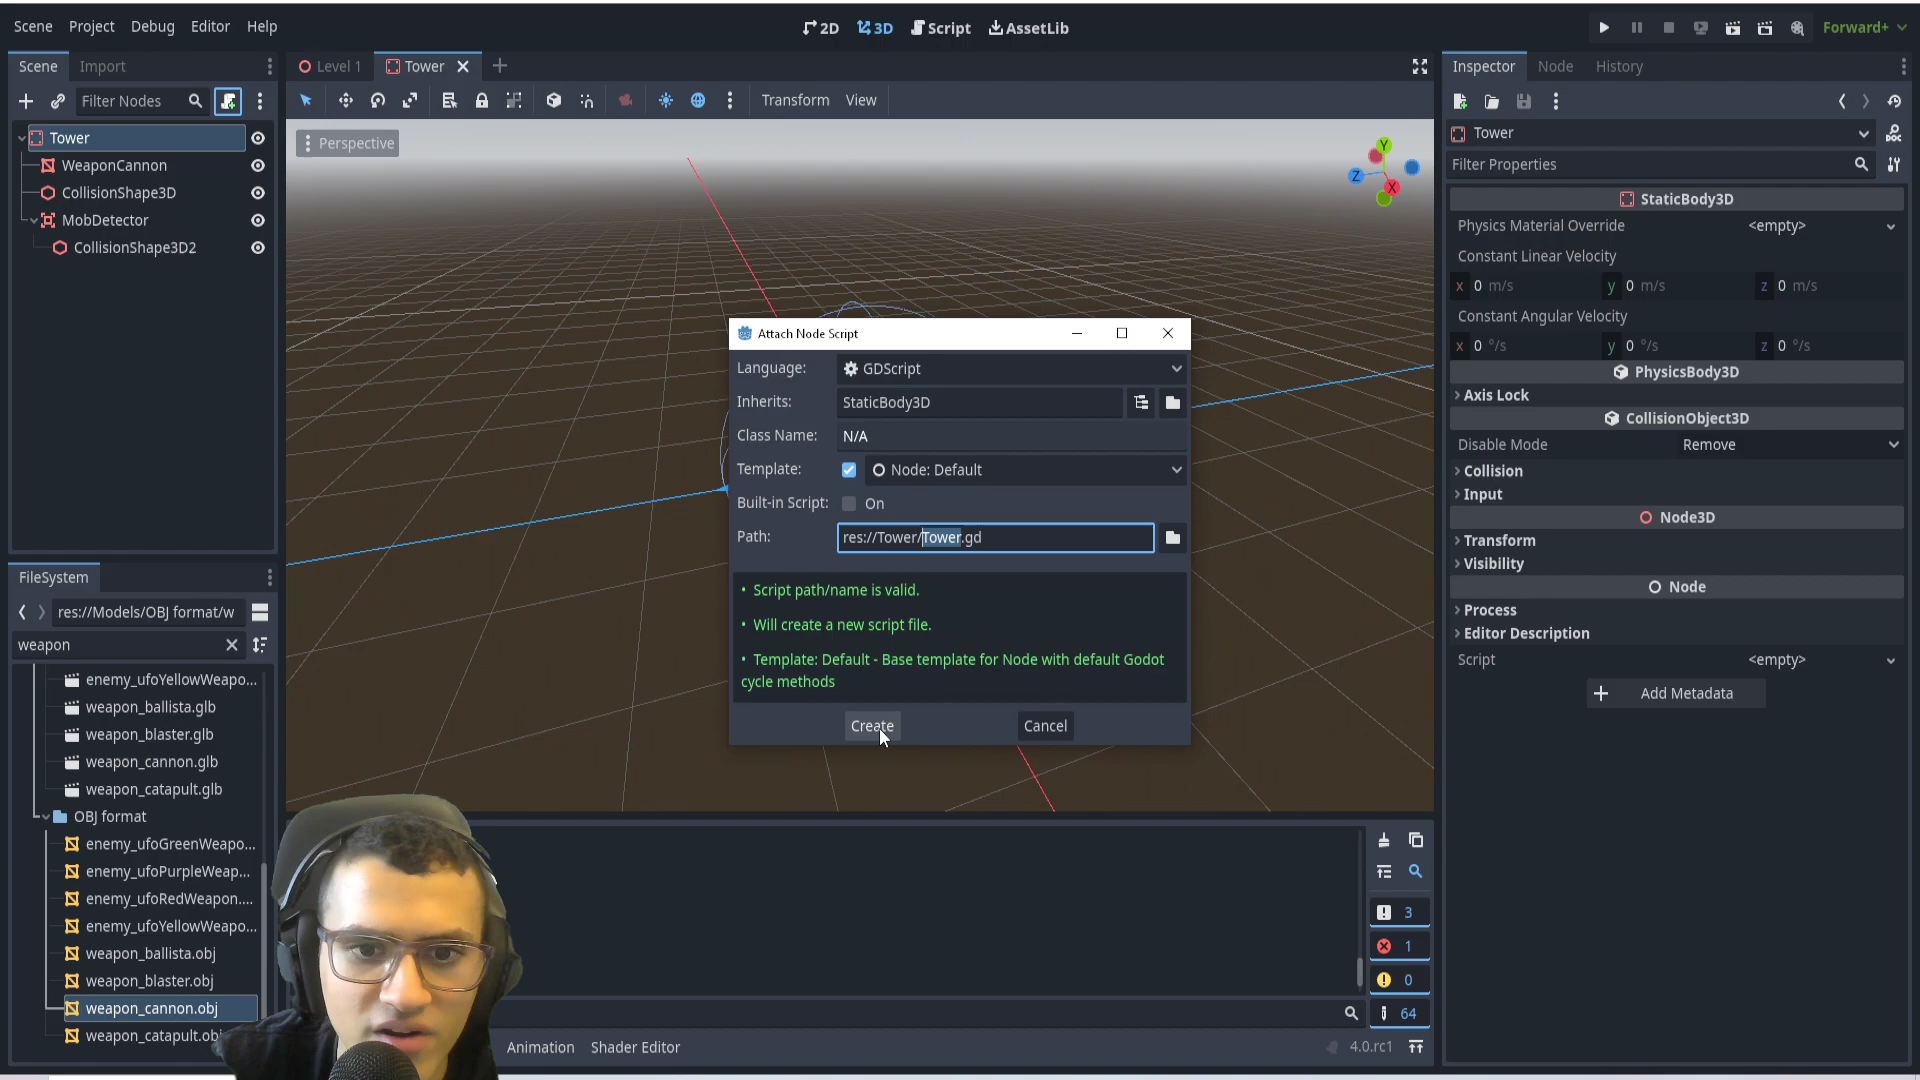 Scene Project Debug Editor Help
2D 3D Script AssetLib
Forward+
Scene Import
Level 1 Tower
Inspector Node History
Filter Nodes
Transform View
Tower
Filter Properties
Tower
WeaponCannon
CollisionShape3D
MobDetector
CollisionShape3D2
Perspective
Y
Z
X
StaticBody3D
Physics Material Override <empty>
Constant Linear Velocity
x 0 m/s y 0 m/s z 0 m/s
Constant Angular Velocity
x 0 °/s y 0 °/s z 0 °/s
PhysicsBody3D
Axis Lock
CollisionObject3D
Disable Mode Remove
Collision
Input
Node3D
Transform
Visibility
Node
Process
Editor Description
Script <empty>
Add Metadata
Attach Node Script
Language: GDScript
Inherits: StaticBody3D
Class Name: N/A
Template: Node: Default
Built-in Script: On
Path: res://Tower/Tower.gd
• Script path/name is valid.
• Will create a new script file.
• Template: Default - Base template for Node with default Godot
cycle methods
Create Cancel
FileSystem
res://Models/OBJ format/w
weapon
enemy_ufoYellowWeapo...
weapon_ballista.glb
weapon_blaster.glb
weapon_cannon.glb
weapon_catapult.glb
OBJ format
enemy_ufoGreenWeapo...
enemy_ufoPurpleWeap...
enemy_ufoRedWeapon....
enemy_ufoYellowWeapo...
weapon_ballista.obj
weapon_blaster.obj
weapon_cannon.obj
3
1
0
64
Animation Shader Editor
4.0.rc1